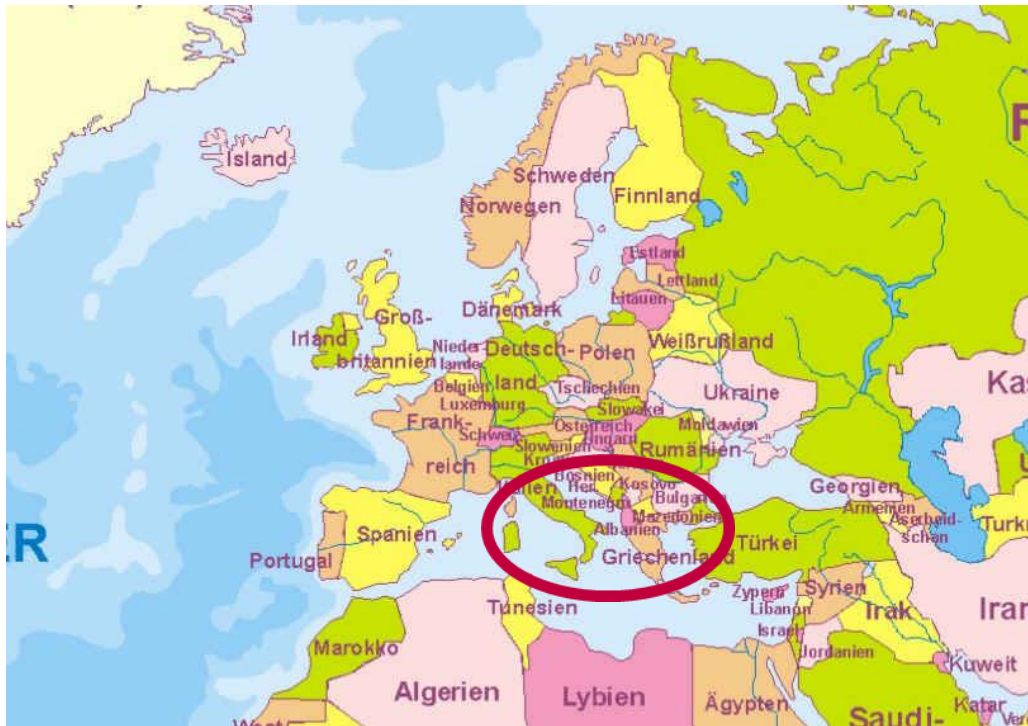 Island
Schweden
Norwegen
Finnland
Estland
Lettland
Litauen
Dänemark
Irland
Groß-
britannien
Nieder-
lande
Deutsch-
land
Polen
Weißrußland
Belgien
Luxemburg
Tschechien
Ukraine
Slowakei
Frank-
reich
Schweiz
Österreich
Ungarn
Moldawien
Slowenien
Rumänien
Bosnien
Her
Kosovo
Montenegro
Bulgarien
Mazedonien
Albanien
Griechenland
Portugal
Spanien
Türkei
Georgien
Armenien
Aserbeid-
schan
Zypern
Syrien
Libanon
Israel
Irak
Jordanien
Kuweit
Katar
Tunesien
Marokko
Algerien
Lybien
Ägypten
Saudi-
ER